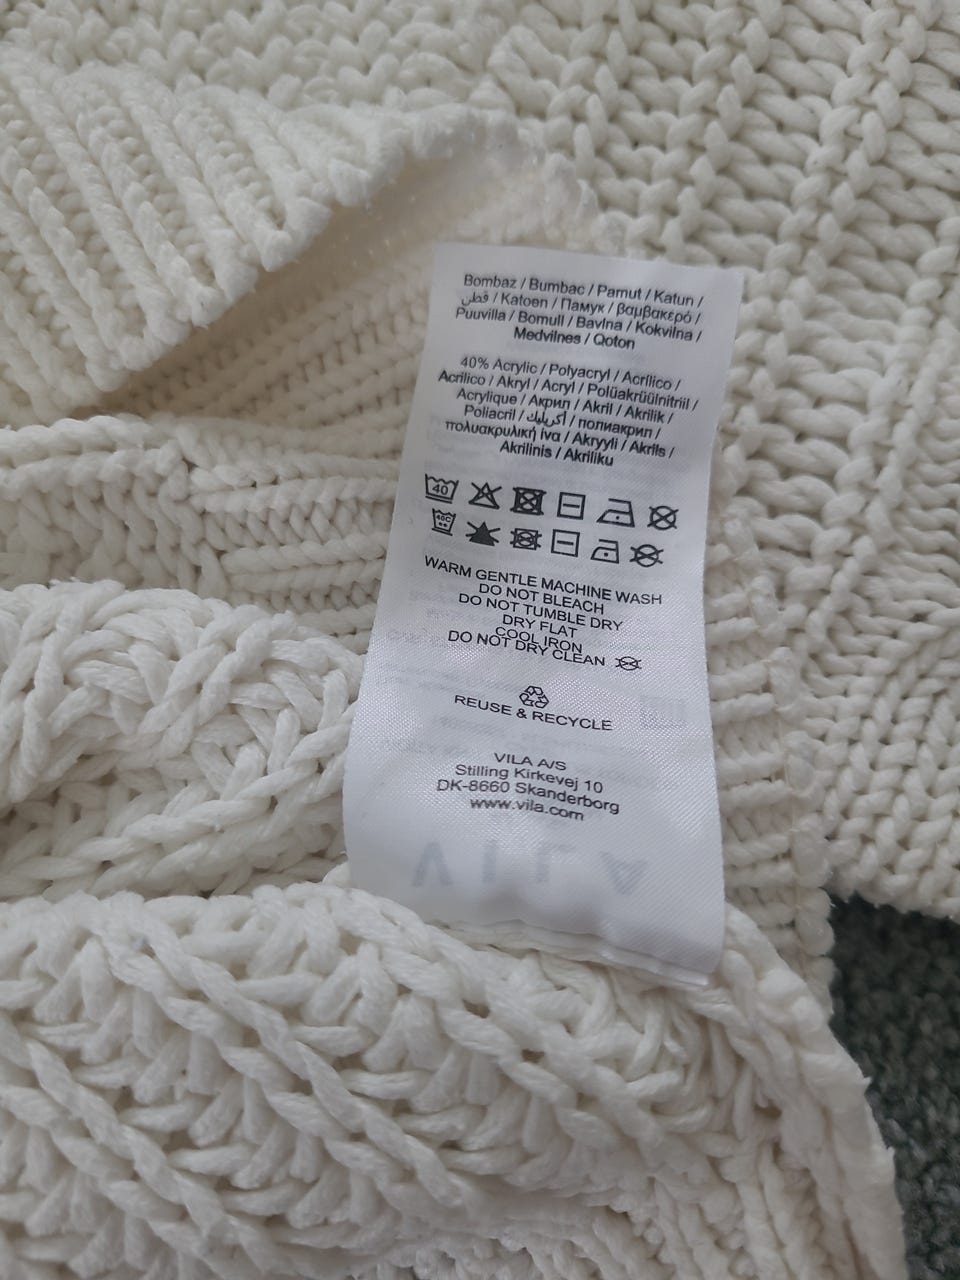 Bombaz / Bumbac / Pamut / Katun /
قطن / Katoen / Памук / βαμβακερό /
Puuvilla / Bomull / Bavlna / Kokvilna /
Medvilnes / Qoton
40% Acrylic / Polyacryl / Acrílico /
Acrilico / Akryl / Acryl / Polüakrüülnitriil /
Acrylique / Акрил / Akril / Akrilik /
Poliacril / أكريليك / полиакрил /
πολυακρυλική ίνα / Akryyli / Akrils /
Akrilinis / Akriliku
40
40C
WARM GENTLE MACHINE WASH
DO NOT BLEACH
DO NOT TUMBLE DRY
DRY FLAT
COOL IRON
DO NOT DRY CLEAN
REUSE & RECYCLE
VILA A/S
Stilling Kirkevej 10
DK-8660 Skanderborg
www.vila.com
VILA